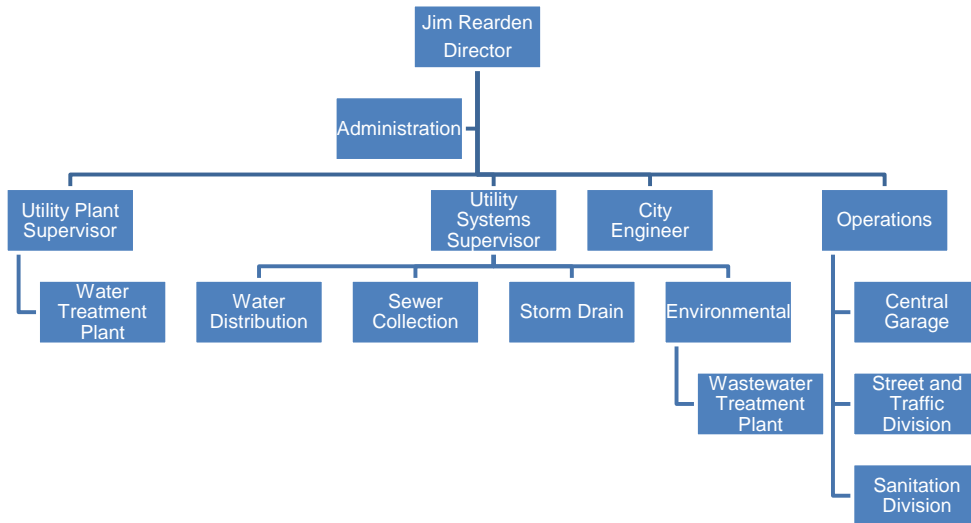 Jim Rearden
Director
Administration
Utility Plant
Supervisor
Utility
Systems
Supervisor
City
Engineer
Operations
Water
Treatment
Plant
Water
Distribution
Sewer
Collection
Storm Drain
Environmental
Central
Garage
Wastewater
Treatment
Plant
Street and
Traffic
Division
Sanitation
Division